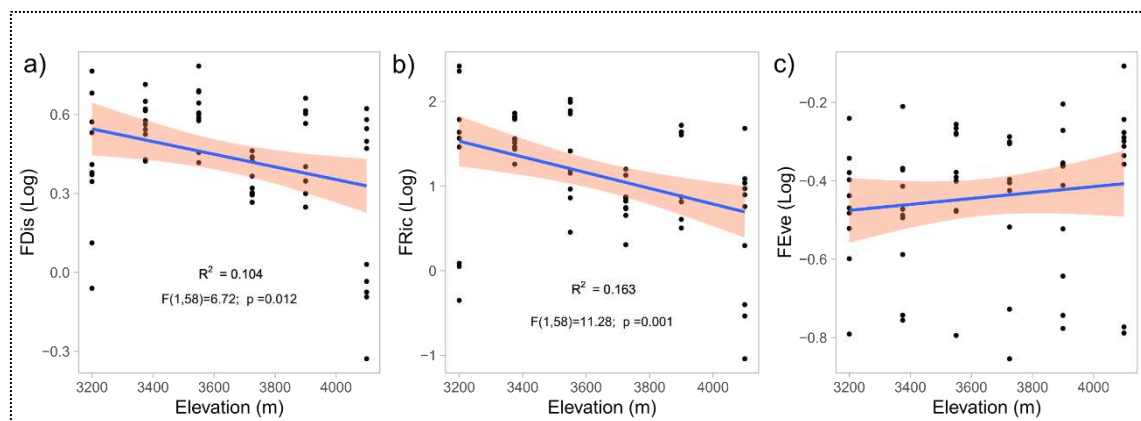 a)
FDis (Log)
0.6
0.3
0.0
−0.3
R² = 0.104
F(1,58)=6.72; p =0.012
3200 3400 3600 3800 4000
Elevation (m)
b)
FRic (Log)
2
1
0
−1
R² = 0.163
F(1,58)=11.28; p =0.001
3200 3400 3600 3800 4000
Elevation (m)
c)
FEve (Log)
−0.2
−0.4
−0.6
−0.8
3200 3400 3600 3800 4000
Elevation (m)